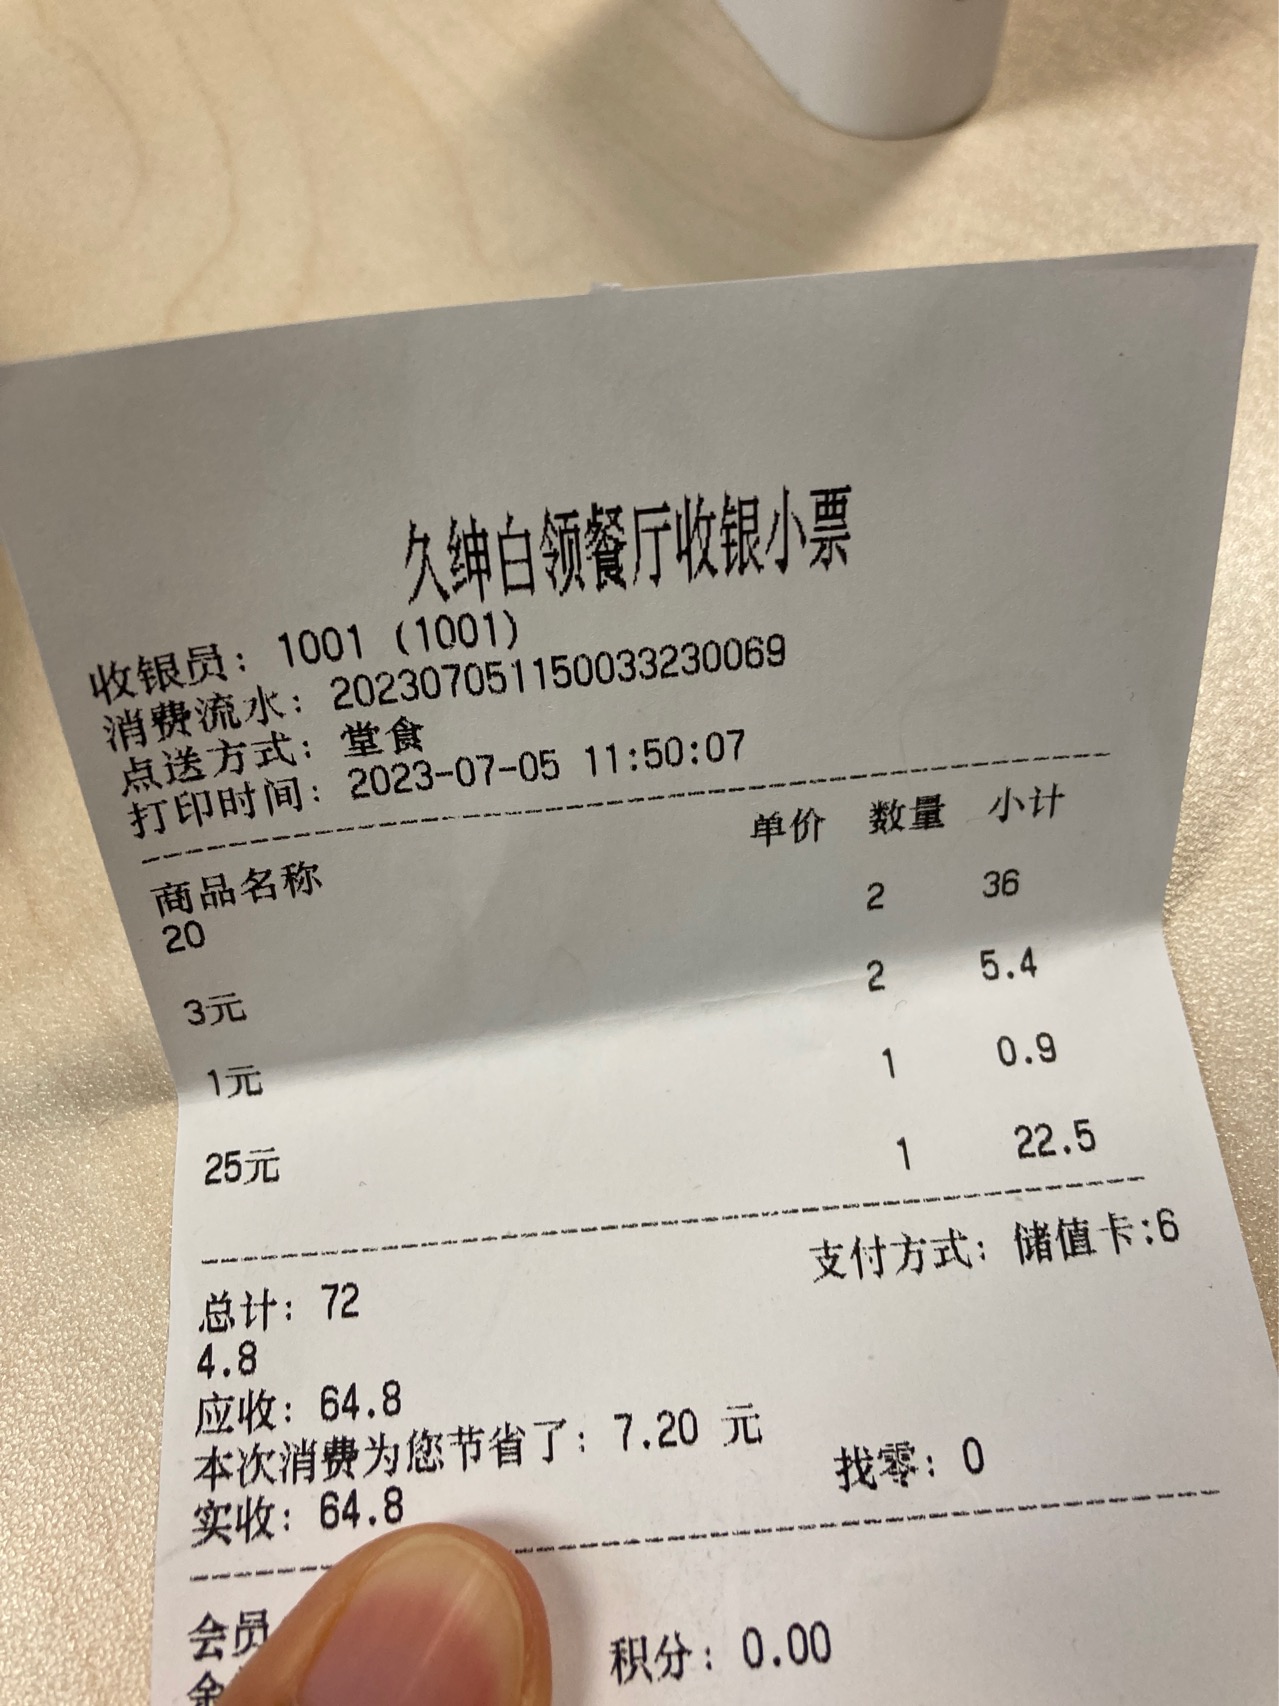 久绅白领餐厅收银小票
收银员: 1001 (1001)
消费流水: 2023070511500332 30069
点送方式: 堂食
打印时间: 2023-07-05 11:50:07
商品名称 单价 数量 小计
20 2 36
3元 2 5.4
1元 1 0.9
25元 1 22.5
总计: 72 支付方式: 储值卡:6
4.8
应收: 64.8
本次消费为您节省了: 7.20 元
实收: 64.8 找零: 0
会员 积分: 0.00